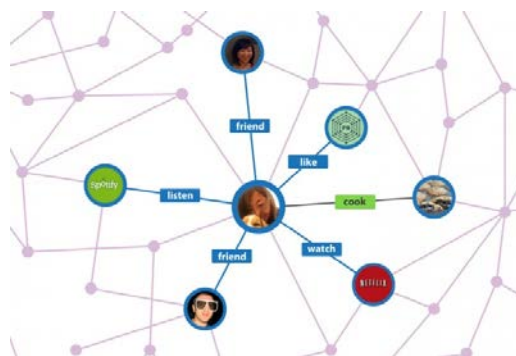 friend
like
Spotify
listen
cook
friend
watch
NETFLIX